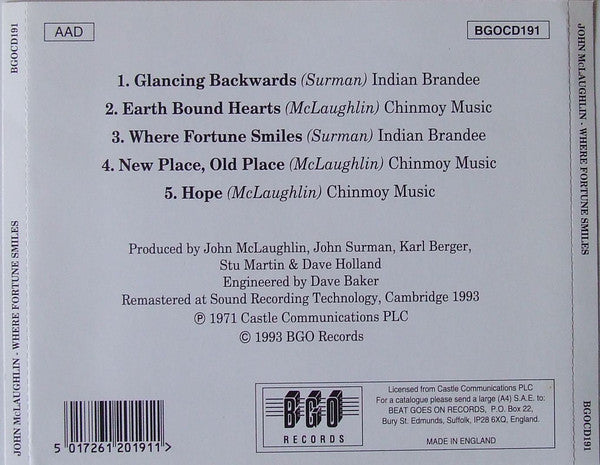 BGOCD191
JOHN McLAUGHLIN - WHERE FORTUNE SMILES
AAD
BGOCD191
1. Glancing Backwards (Surman) Indian Brandee
2. Earth Bound Hearts (McLaughlin) Chinmoy Music
3. Where Fortune Smiles (Surman) Indian Brandee
4. New Place, Old Place (McLaughlin) Chinmoy Music
5. Hope (McLaughlin) Chinmoy Music
Produced by John McLaughlin, John Surman, Karl Berger,
Stu Martin & Dave Holland
Engineered by Dave Baker
Remastered at Sound Recording Technology, Cambridge 1993
℗ 1971 Castle Communications PLC
© 1993 BGO Records
5 017261 201911 >
BGO
RECORDS
Licensed from Castle Communications PLC
For a catalogue please send a large (A4) S.A.E. to:
BEAT GOES ON RECORDS, P.O. Box 22,
Bury St. Edmunds, Suffolk, IP28 6XQ, England.
MADE IN ENGLAND
JOHN McLAUGHLIN - WHERE FORTUNE SMILES
BGOCD191